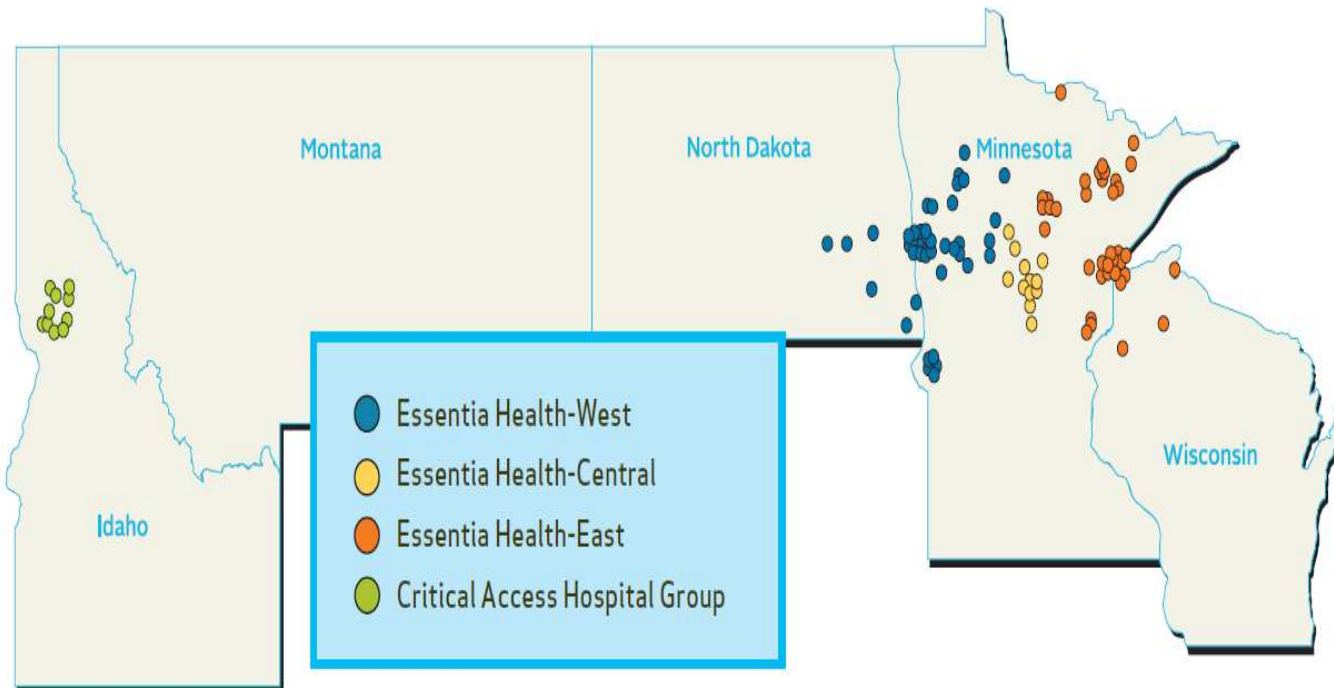 Montana
North Dakota
Minnesota
Wisconsin
Idaho
Essentia Health-West
Essentia Health-Central
Essentia Health-East
Critical Access Hospital Group